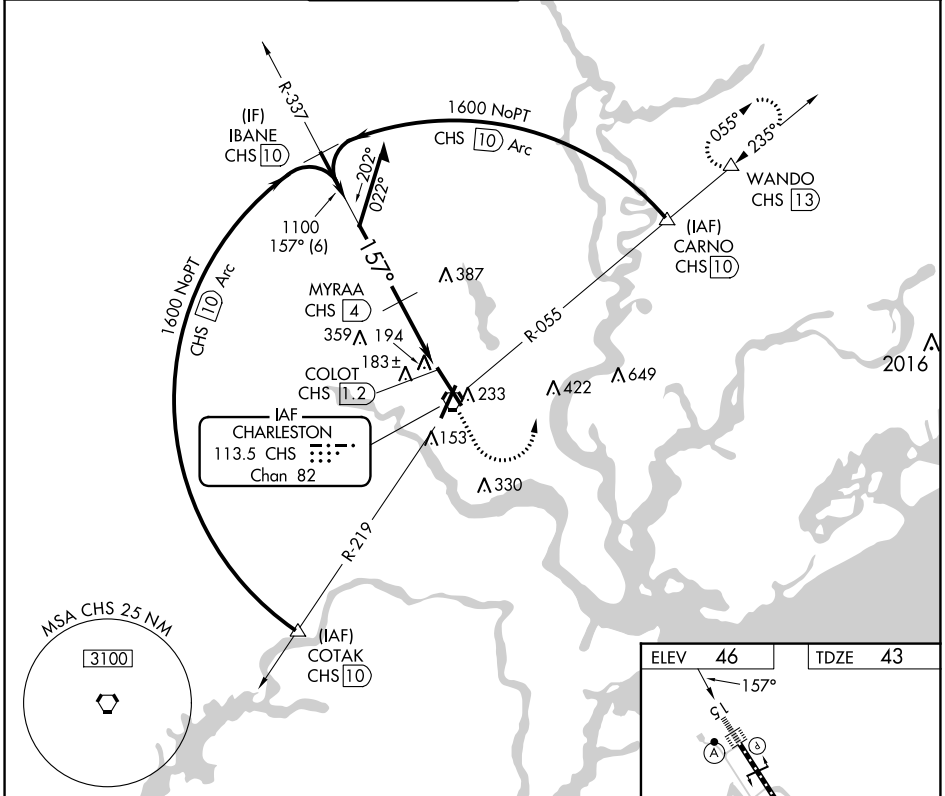 R-337
(IF)
IBANE
CHS 10
1600 NoPT
CHS 10 Arc
055°
235°
WANDO
CHS 13
(IAF)
CARNO
CHS 10
202°
022°
1100
157° (6)
157°
1600 NoPT
CHS 10 Arc
MYRAA
CHS 4
387
R-055
359 194
183±
COLOT
CHS 1.2
233
422
649
2016
IAF
CHARLESTON
113.5 CHS
Chan 82
153
330
R-219
(IAF)
COTAK
CHS 10
MSA CHS 25 NM
3100
ELEV 46
TDZE 43
157°
15
A
P